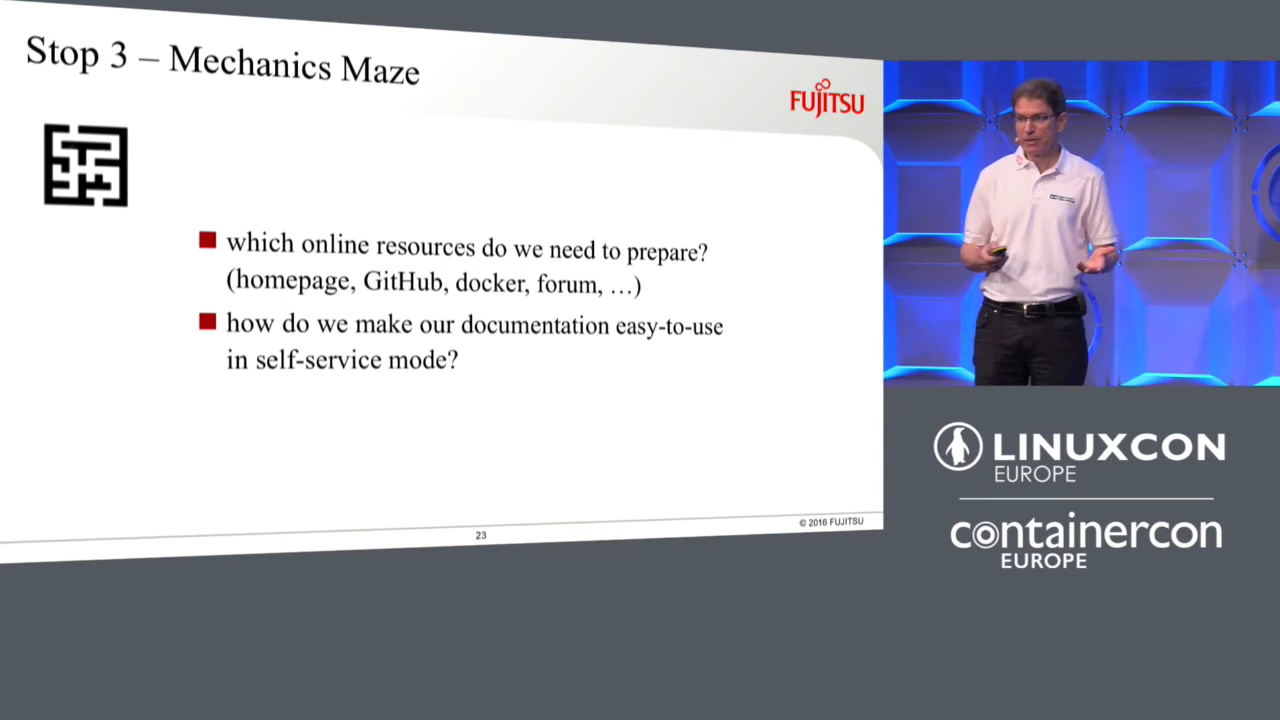 Stop 3 – Mechanics Maze
FUJITSU
which online resources do we need to prepare?
(homepage, GitHub, docker, forum, …)
how do we make our documentation easy-to-use
in self-service mode?
23
© 2016 FUJITSU
LINUXCON
EUROPE
containercon
EUROPE